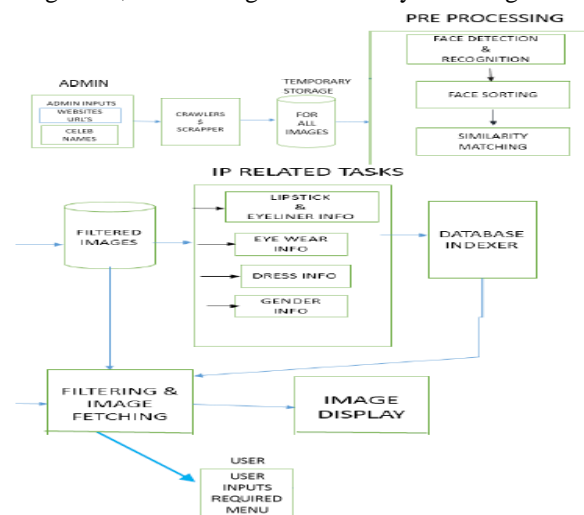 PRE PROCESSING
FACE DETECTION
&
RECOGNITION
FACE SORTING
SIMILARITY
MATCHING
ADMIN
ADMIN INPUTS
WEBSITES
URL'S
CELEB
NAMES
CRAWLERS
&
SCRAPPER
TEMPORARY
STORAGE
FOR
ALL
IMAGES
IP RELATED TASKS
FILTERED
IMAGES
LIPSTICK
&
EYELINER INFO
EYE WEAR
INFO
DRESS INFO
GENDER
INFO
DATABASE
INDEXER
FILTERING &
IMAGE
FETCHING
IMAGE
DISPLAY
USER
USER
INPUTS
REQUIRED
MENU